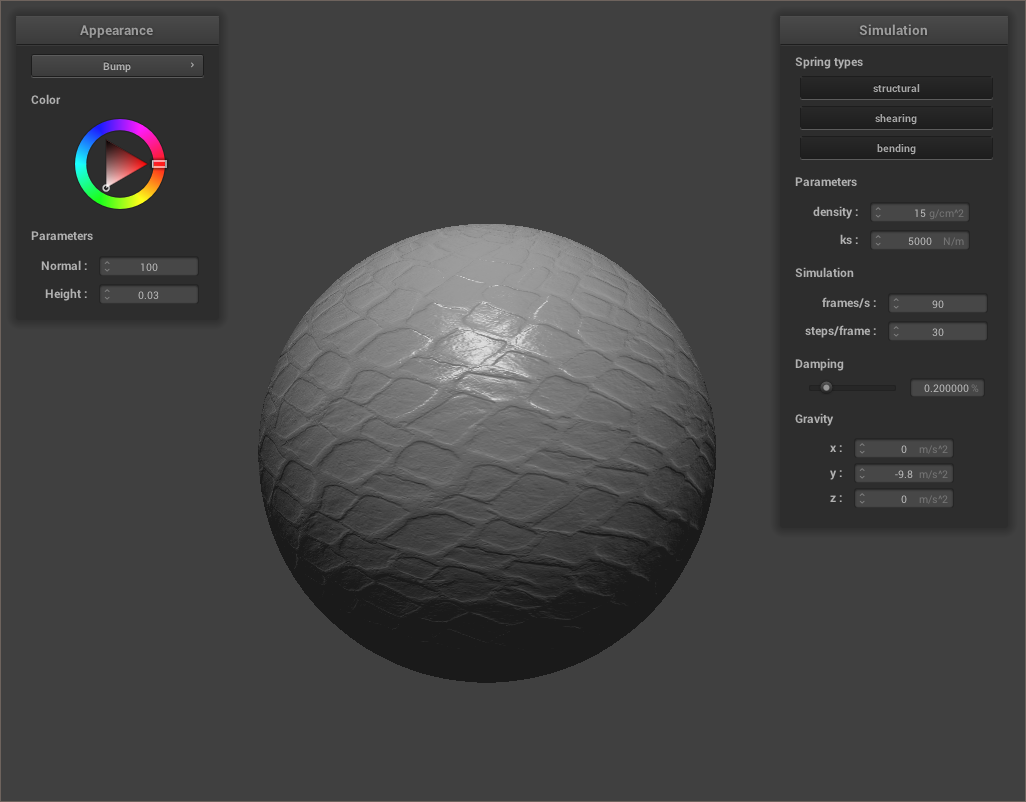 Appearance
Bump
Color
Parameters
Normal : 100
Height : 0.03
Simulation
Spring types
structural
shearing
bending
Parameters
density : 15 g/cm^2
ks : 5000 N/m
Simulation
frames/s : 90
steps/frame : 30
Damping
0.200000 %
Gravity
x : 0 m/s^2
y : -9.8 m/s^2
z : 0 m/s^2